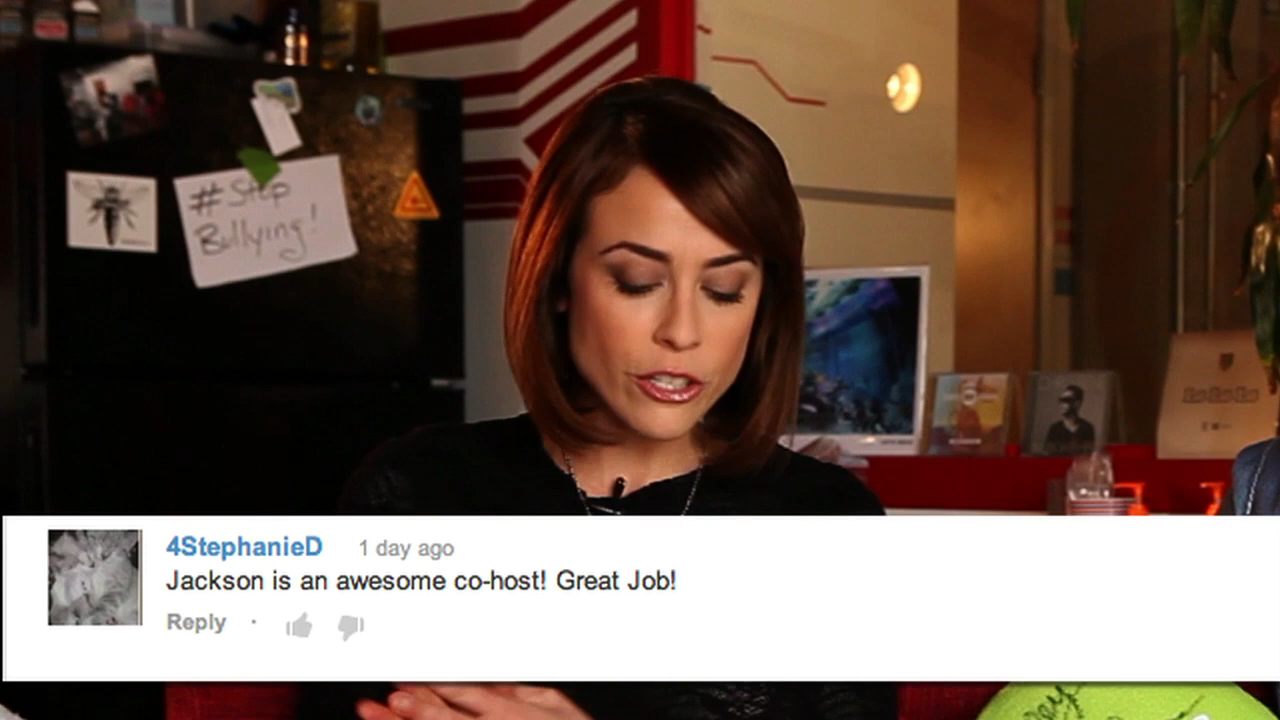 # Stop
Bullying!
4StephanieD 1 day ago
Jackson is an awesome co-host! Great Job!
Reply ·